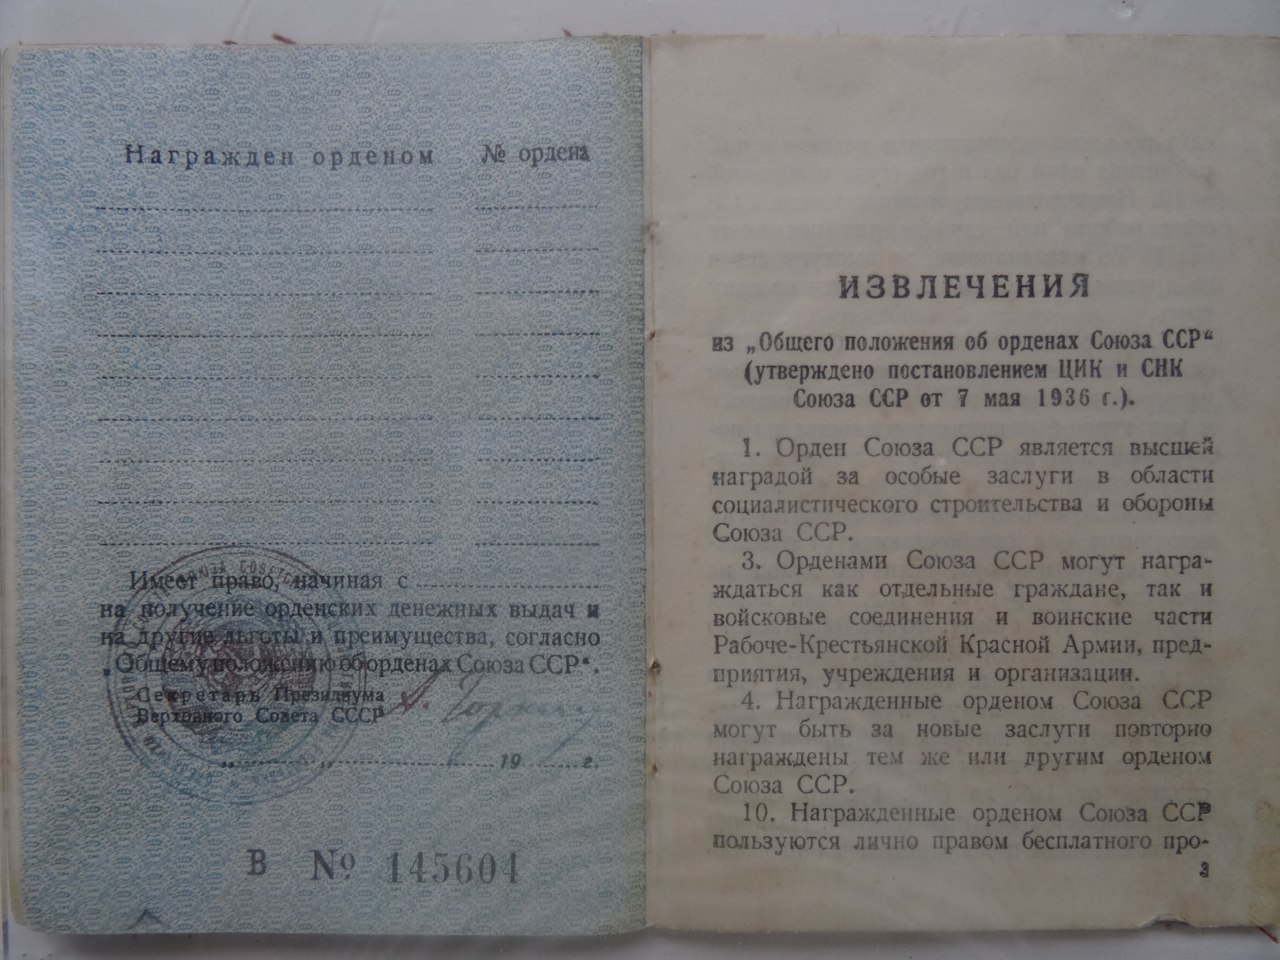 Награжден орденом № ордена
Имеет право, начиная с
на получение орденских денежных выдач и
на другие льготы и преимущества, согласно
„Общему положению об орденах Союза ССР“.
Секретарь Президиума
Верховного Совета СССР А. Горкин
„ “ 19 г.
В № 145604
ИЗВЛЕЧЕНИЯ
из „Общего положения об орденах Союза ССР“
(утверждено постановлением ЦИК и СНК
Союза ССР от 7 мая 1936 г.).
1. Орден Союза ССР является высшей
наградой за особые заслуги в области
социалистического строительства и обороны
Союза ССР.
3. Орденами Союза ССР могут награ-
ждаться как отдельные граждане, так и
войсковые соединения и воинские части
Рабоче-Крестьянской Красной Армии, пред-
приятия, учреждения и организации.
4. Награжденные орденом Союза ССР
могут быть за новые заслуги повторно
награждены тем же или другим орденом
Союза ССР.
10. Награжденные орденом Союза ССР
пользуются лично правом бесплатного про-
3